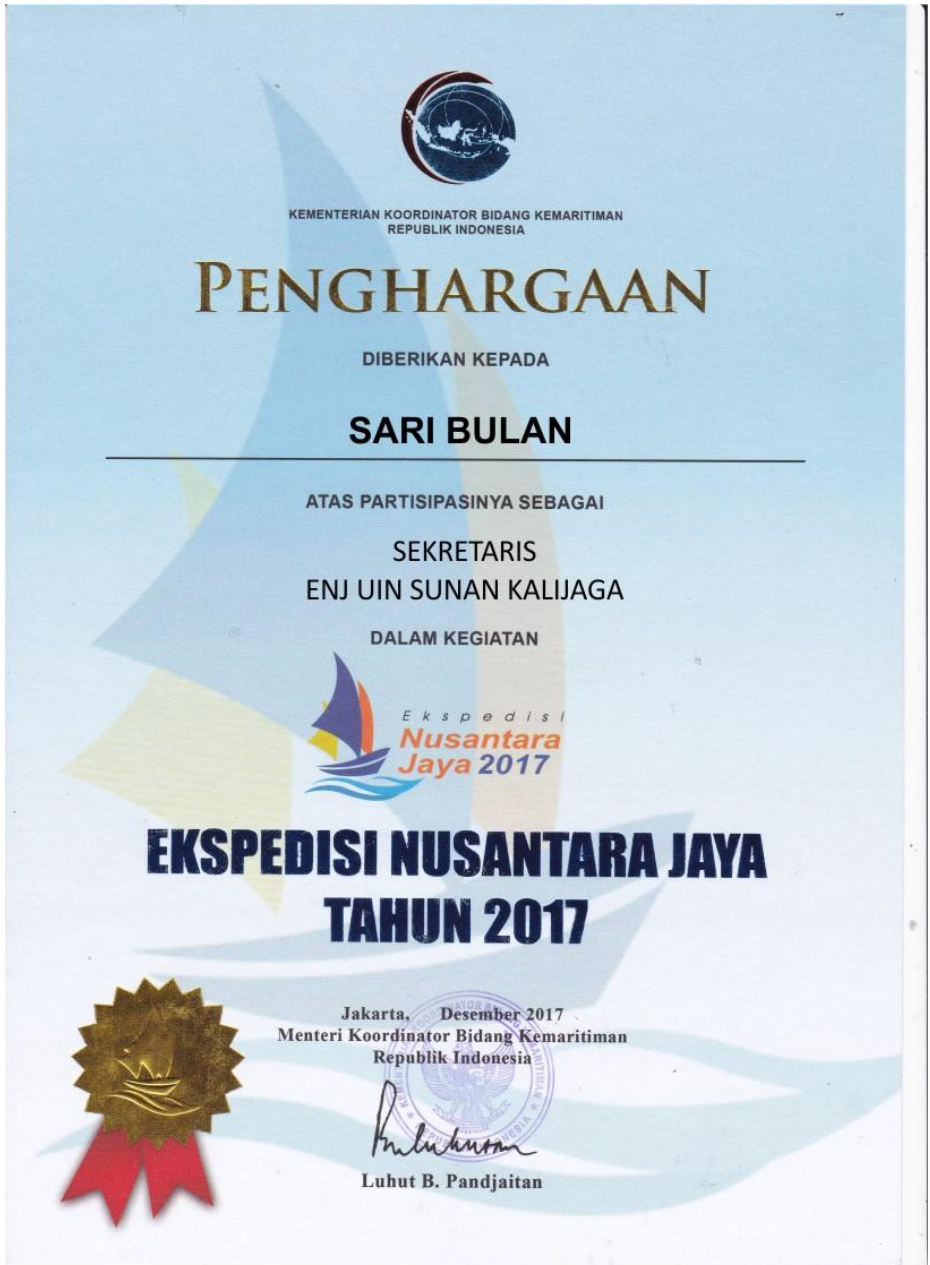 KEMENTERIAN KOORDINATOR BIDANG KEMARITIMAN
REPUBLIK INDONESIA
PENGHARGAAN
DIBERIKAN KEPADA
SARI BULAN
ATAS PARTISIPASINYA SEBAGAI
SEKRETARIS
ENJ UIN SUNAN KALIJAGA
DALAM KEGIATAN
Ekspedisi
Nusantara
Jaya 2017
EKSPEDISI NUSANTARA JAYA
TAHUN 2017
Jakarta, Desember 2017
Menteri Koordinator Bidang Kemaritiman
Republik Indonesia
Luhut B. Pandjaitan